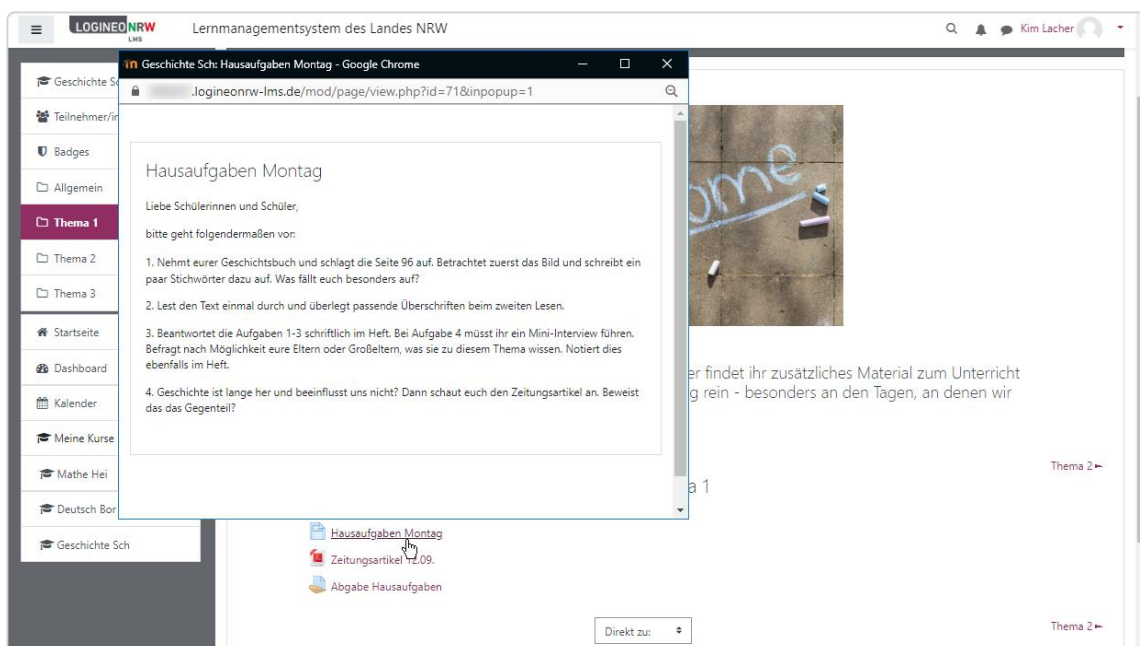 LOGINEO NRW
LMS
Lernmanagementsystem des Landes NRW
Kim Lacher
Geschichte Sch: Hausaufgaben Montag - Google Chrome
.logineonrw-lms.de/mod/page/view.php?id=71&inpopup=1
Geschichte Sc
Teilnehmer/in
Badges
Allgemein
Thema 1
Thema 2
Thema 3
Startseite
Dashboard
Kalender
Meine Kurse
Mathe Hei
Deutsch Bor
Geschichte Sch
Hausaufgaben Montag
Liebe Schülerinnen und Schüler,
bitte geht folgendermaßen vor:
1. Nehmt eurer Geschichtsbuch und schlagt die Seite 96 auf. Betrachtet zuerst das Bild und schreibt ein
paar Stichwörter dazu auf. Was fällt euch besonders auf?
2. Lest den Text einmal durch und überlegt passende Überschriften beim zweiten Lesen.
3. Beantwortet die Aufgaben 1-3 schriftlich im Heft. Bei Aufgabe 4 müsst ihr ein Mini-Interview führen.
Befragt nach Möglichkeit eure Eltern oder Großeltern, was sie zu diesem Thema wissen. Notiert dies
ebenfalls im Heft.
4. Geschichte ist lange her und beeinflusst uns nicht? Dann schaut euch den Zeitungsartikel an. Beweist
das das Gegenteil?
ome
er findet ihr zusätzliches Material zum Unterricht
g rein - besonders an den Tagen, an denen wir
Thema 2
a 1
Hausaufgaben Montag
Zeitungsartikel 12.09.
Abgabe Hausaufgaben
Direkt zu:
Thema 2